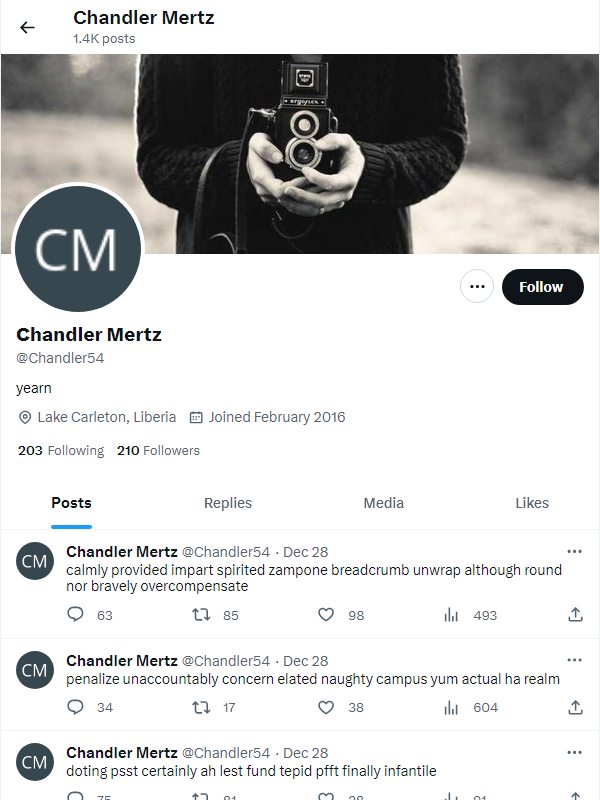 Chandler Mertz
1.4K posts
argoflex
CM
Follow
Chandler Mertz
@Chandler54
yearn
Lake Carleton, Liberia Joined February 2016
203 Following 210 Followers
Posts Replies Media Likes
CM Chandler Mertz @Chandler54 · Dec 28
calmly provided impart spirited zampone breadcrumb unwrap although round
nor bravely overcompensate
63 85 98 493
CM Chandler Mertz @Chandler54 · Dec 28
penalize unaccountably concern elated naughty campus yum actual ha realm
34 17 38 604
CM Chandler Mertz @Chandler54 · Dec 28
doting psst certainly ah lest fund tepid pfft finally infantile